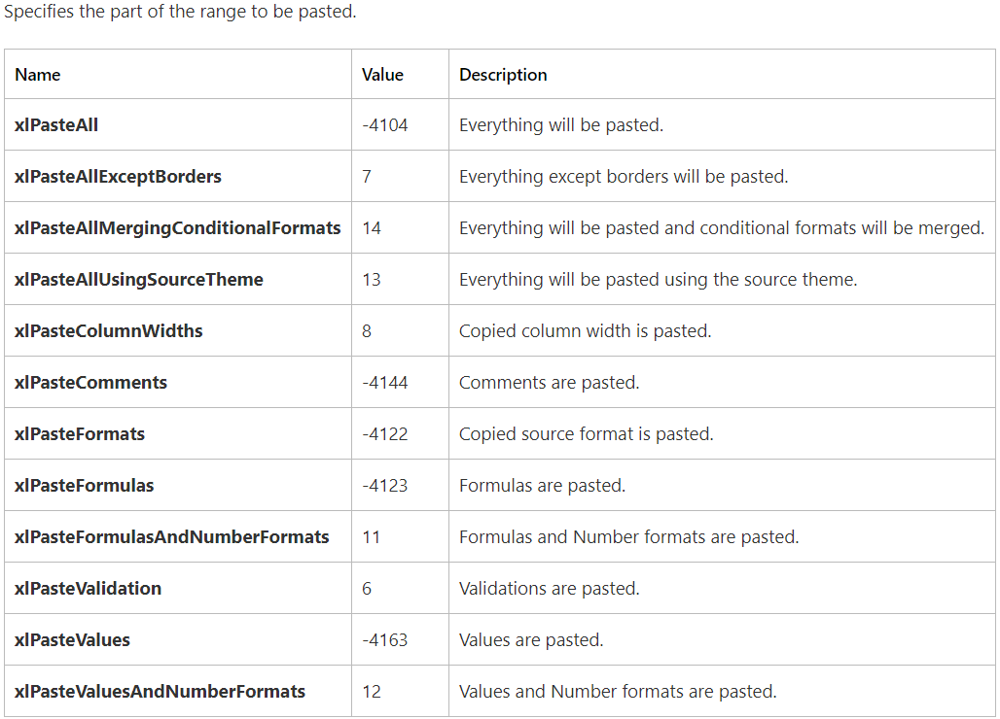 Specifies the part of the range to be pasted.
Name Value Description
xlPasteAll -4104 Everything will be pasted.
xlPasteAllExceptBorders 7 Everything except borders will be pasted.
xlPasteAllMergingConditionalFormats 14 Everything will be pasted and conditional formats will be merged.
xlPasteAllUsingSourceTheme 13 Everything will be pasted using the source theme.
xlPasteColumnWidths 8 Copied column width is pasted.
xlPasteComments -4144 Comments are pasted.
xlPasteFormats -4122 Copied source format is pasted.
xlPasteFormulas -4123 Formulas are pasted.
xlPasteFormulasAndNumberFormats 11 Formulas and Number formats are pasted.
xlPasteValidation 6 Validations are pasted.
xlPasteValues -4163 Values are pasted.
xlPasteValuesAndNumberFormats 12 Values and Number formats are pasted.